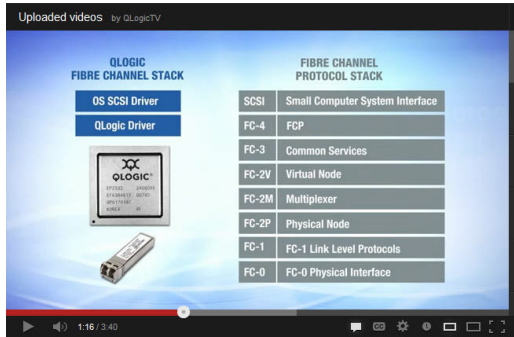 Uploaded videos by QLogicTV
QLOGIC
FIBRE CHANNEL STACK
OS SCSI Driver
QLogic Driver
QLOGIC®
FIBRE CHANNEL
PROTOCOL STACK
SCSI Small Computer System Interface
FC-4 FCP
FC-3 Common Services
FC-2V Virtual Node
FC-2M Multiplexer
FC-2P Physical Node
FC-1 FC-1 Link Level Protocols
FC-0 FC-0 Physical Interface
1:16 / 3:40
CC